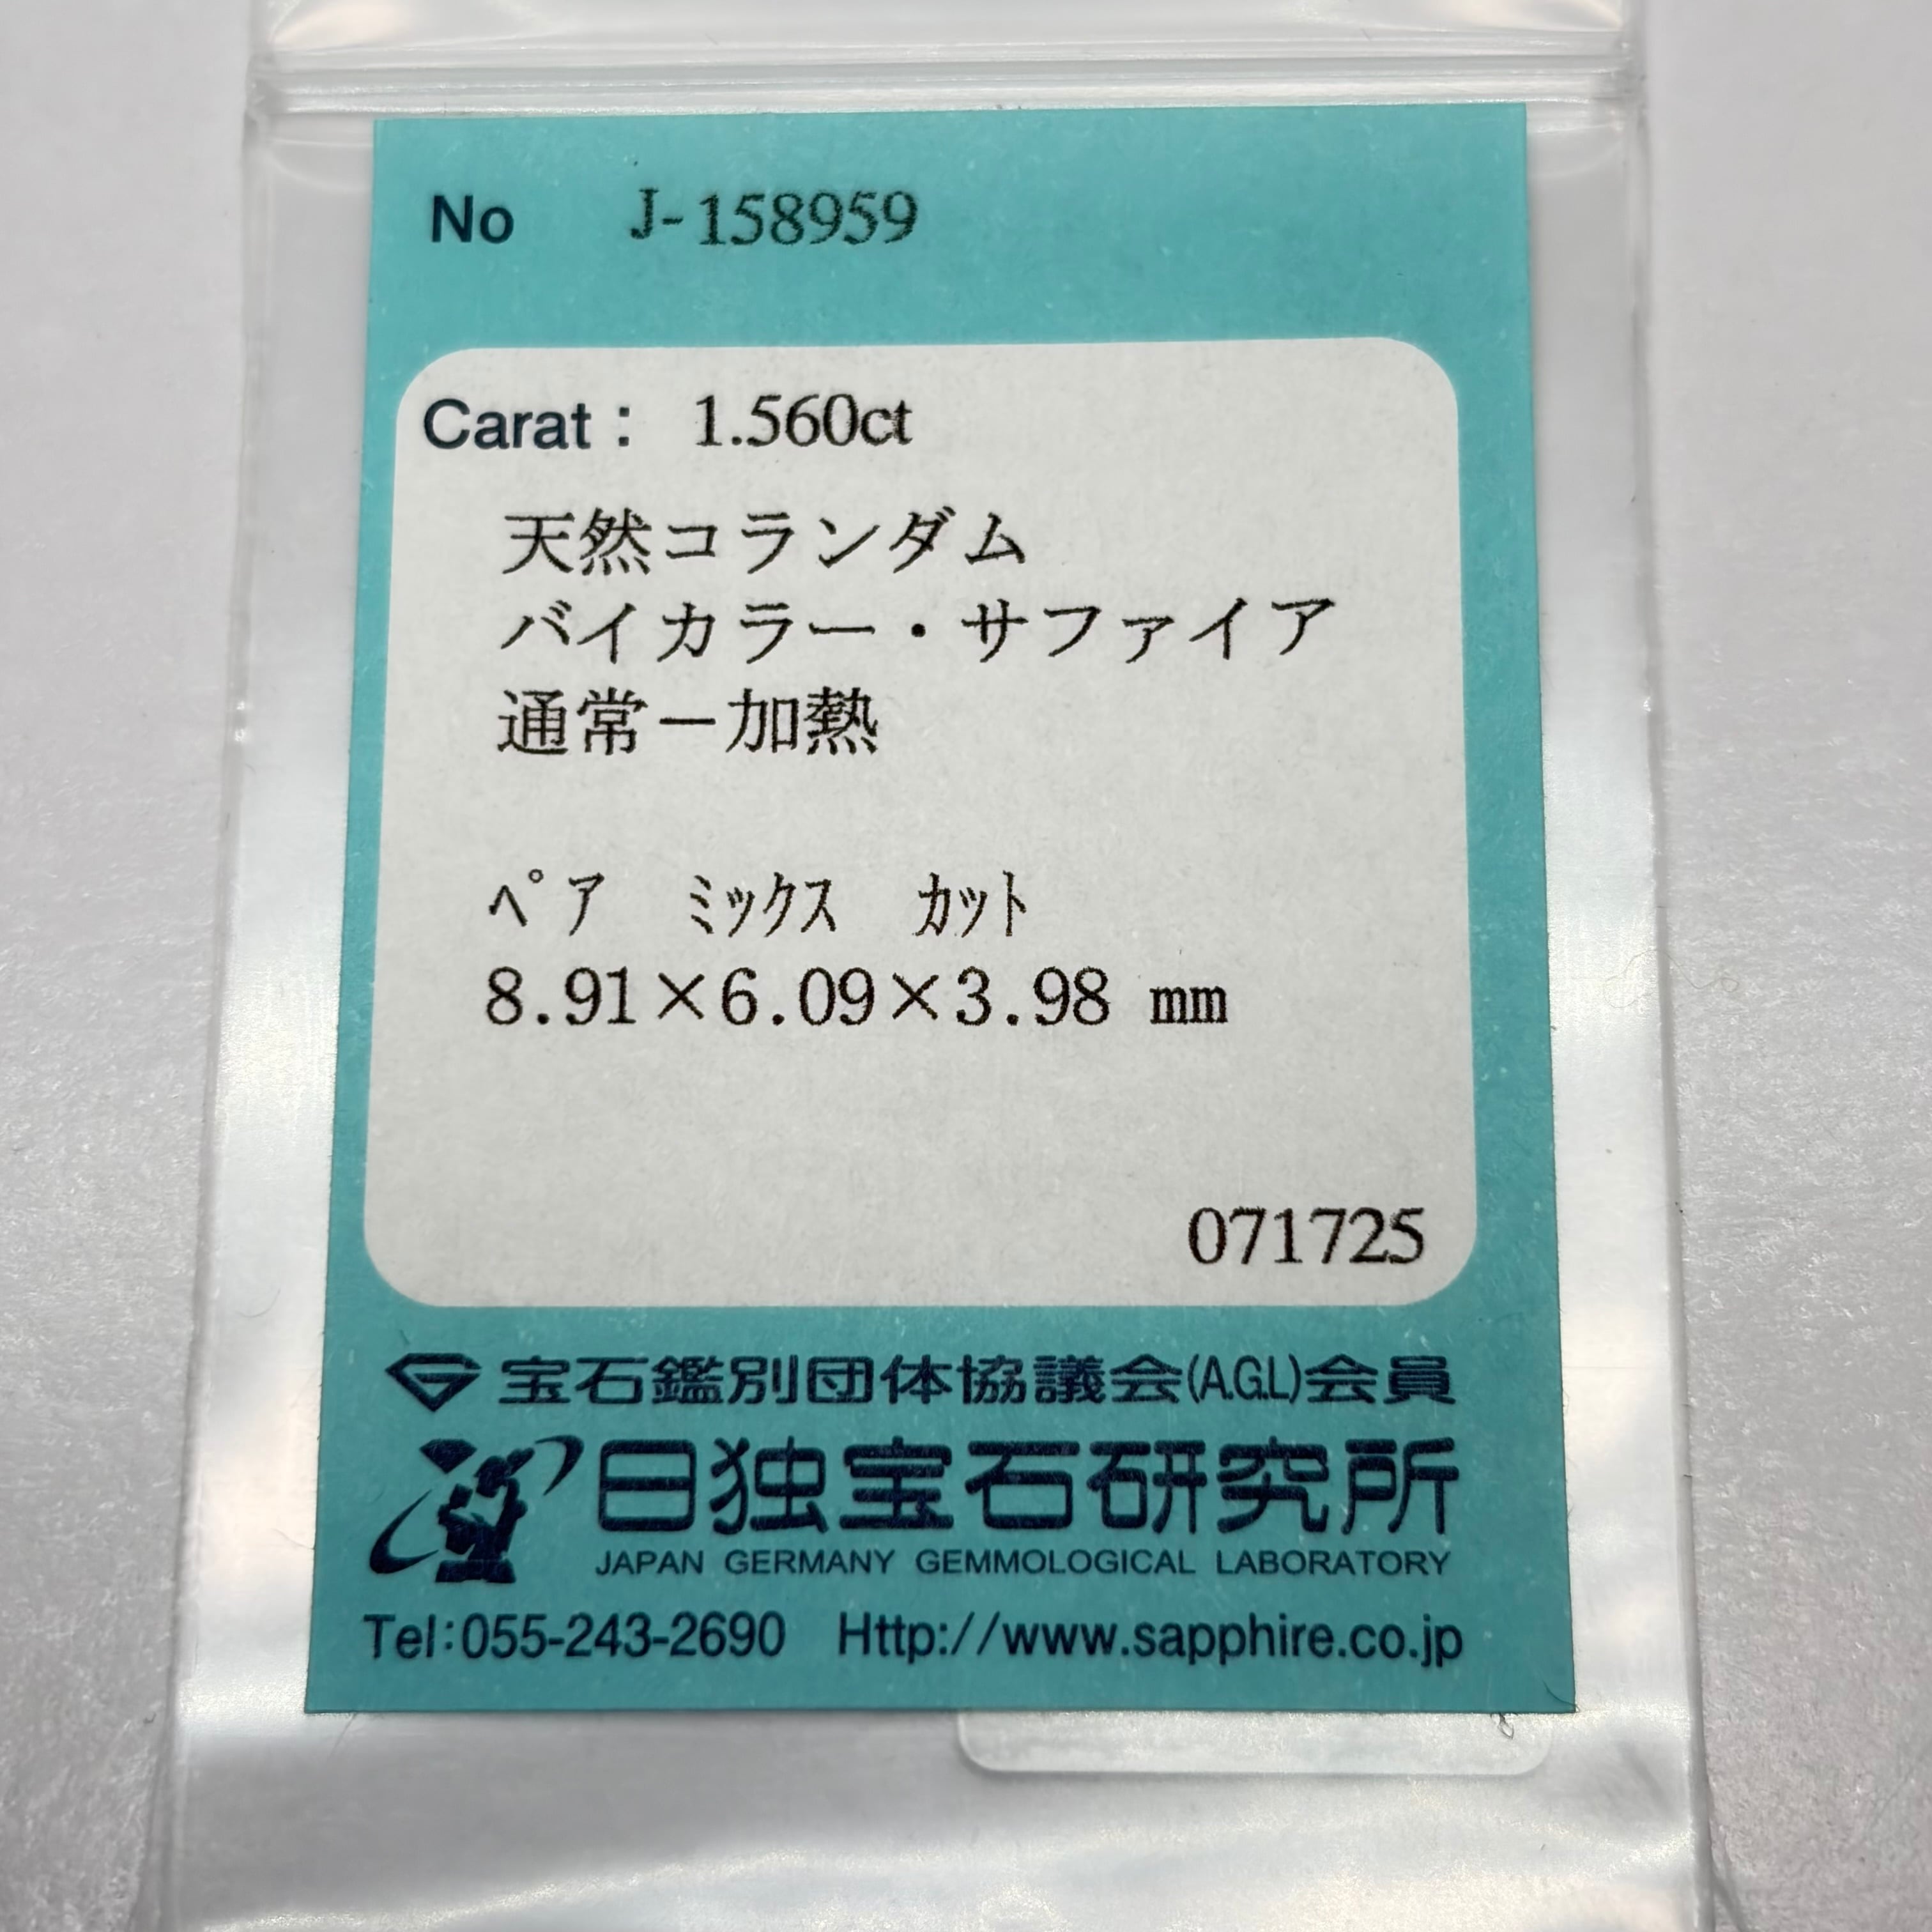 No J-158959
Carat： 1.560ct
天然コランダム
バイカラー・サファイア
通常－加熱
ﾍﾟｱ ﾐｯｸｽ ｶｯﾄ
8.91×6.09×3.98 mm
071725
宝石鑑別団体協議会(A.G.L)会員
日独宝石研究所
JAPAN GERMANY GEMMOLOGICAL LABORATORY
Tel:055-243-2690 Http://www.sapphire.co.jp